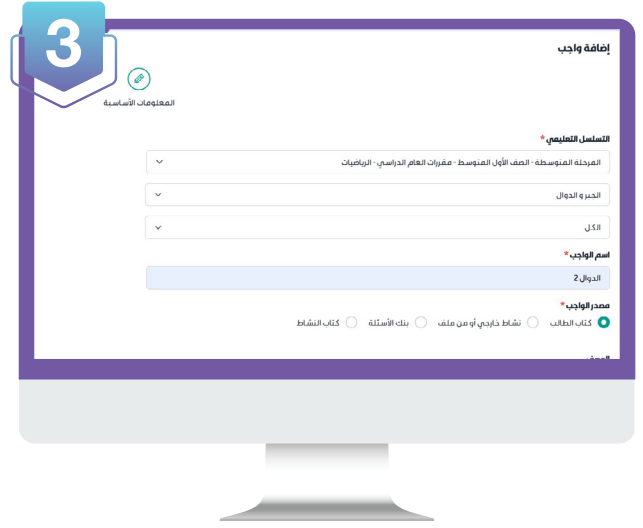 3
إضافة واجب
المعلومات الأساسية
التسلسل التعليمي *
المرحلة المتوسطة - الصف الأول المتوسط - مقررات العام الدراسي - الرياضيات
الجبر و الدوال
الكل
اسم الواجب *
الدوال 2
مصدر الواجب *
كتاب الطالب نشاط خارجي أو من ملف بنك الأسئلة كتاب النشاط